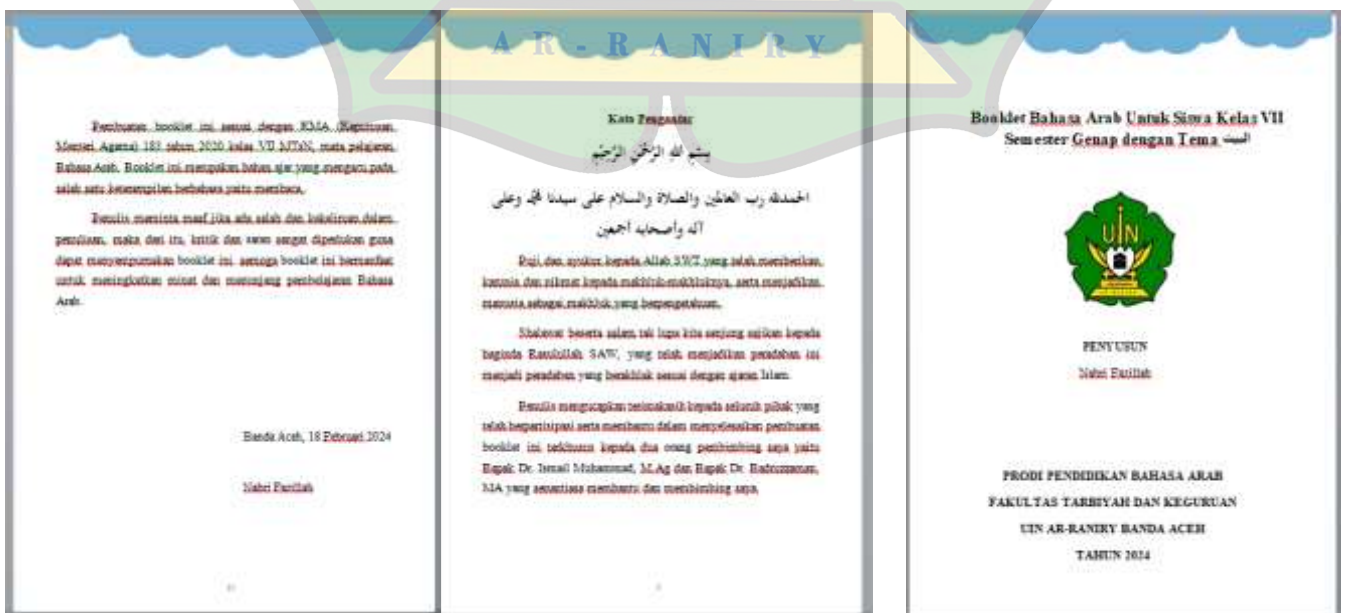 AR-RANIRY
Booklet Bahasa Arab Untuk Siswa Kelas VII
Semester Genap dengan Tema البيت
UIN
PENYUSUN
Nahri Fazillah
PRODI PENDIDIKAN BAHASA ARAB
FAKULTAS TARBIYAH DAN KEGURUAN
UIN AR-RANIRY BANDA ACEH
TAHUN 2024
Kata Pengantar
بِسْمِ اللهِ الرَّحْمٰنِ الرَّحِيْمِ
الحمدلله رب العالمين والصلاة والسلام على سيدنا محمد وعلى
آله وأصحابه أجمعين
Puji dan syukur kepada Allah SWT yang telah memberikan
karunia dan nikmat kepada makhluk-makhluknya, serta menjadikan
manusia sebagai makhluk yang berpengetahuan.
Shalawat beserta salam tak lupa kita sanjung sajikan kepada
baginda Rasulullah SAW, yang telah menjadikan peradaban ini
menjadi peradaban yang berakhlak sesuai dengan ajaran Islam.
Penulis mengucapkan terimakasih kepada seluruh pihak yang
telah berpartisipasi serta membantu dalam menyelesaikan pembuatan
booklet ini terkhusus kepada dua orang pembimbing saya yaitu
Bapak Dr. Ismail Muhammad, M.Ag dan Bapak Dr. Badruzzaman,
MA yang senantiasa membantu dan membimbing saya.
Pembuatan booklet ini sesuai dengan KMA (Keputusan
Menteri Agama) 183 tahun 2020 kelas VII MTsN, mata pelajaran
Bahasa Arab. Booklet ini merupakan bahan ajar yang mengacu pada
salah satu keterampilan berbahasa yaitu membaca.
Penulis meminta maaf jika ada salah dan kekeliruan dalam
penulisan, maka dari itu, kritik dan saran sangat diperlukan guna
dapat menyempurnakan booklet ini. semoga booklet ini bermanfaat
untuk meningkatkan minat dan menunjang pembelajaran Bahasa
Arab.
Banda Aceh, 18 Februari 2024
Nahri Fazillah